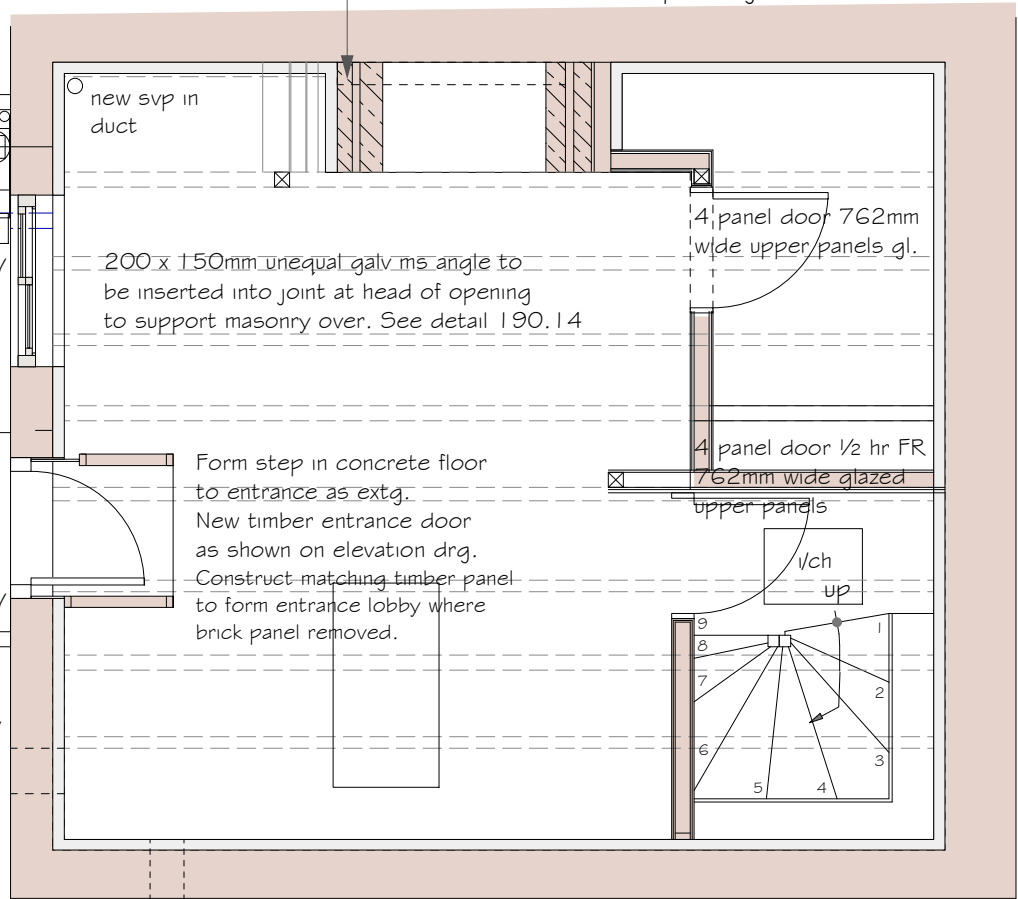 new svp in
duct
4 panel door 762mm
wide upper panels gl.
200 x 150mm unequal galv ms angle to
be inserted into joint at head of opening
to support masonry over. See detail 190.14
4 panel door ½ hr FR
762mm wide glazed
upper panels
Form step in concrete floor
to entrance as extg.
New timber entrance door
as shown on elevation drg.
Construct matching timber panel
to form entrance lobby where
brick panel removed.
i/ch
up
9
1
8
7
2
6
3
5
4